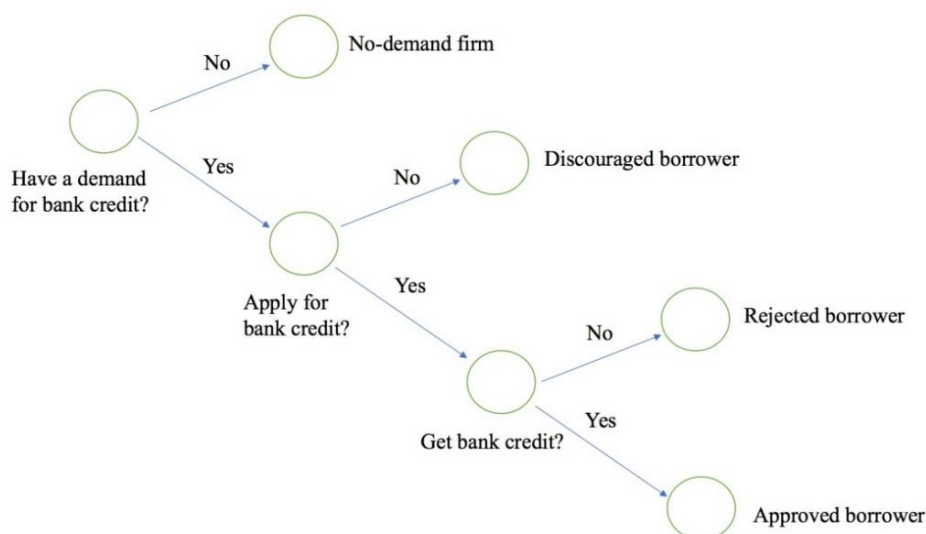 No-demand firm
No
Have a demand
for bank credit?
Yes
Discouraged borrower
No
Apply for
bank credit?
Yes
Rejected borrower
No
Get bank credit?
Yes
Approved borrower